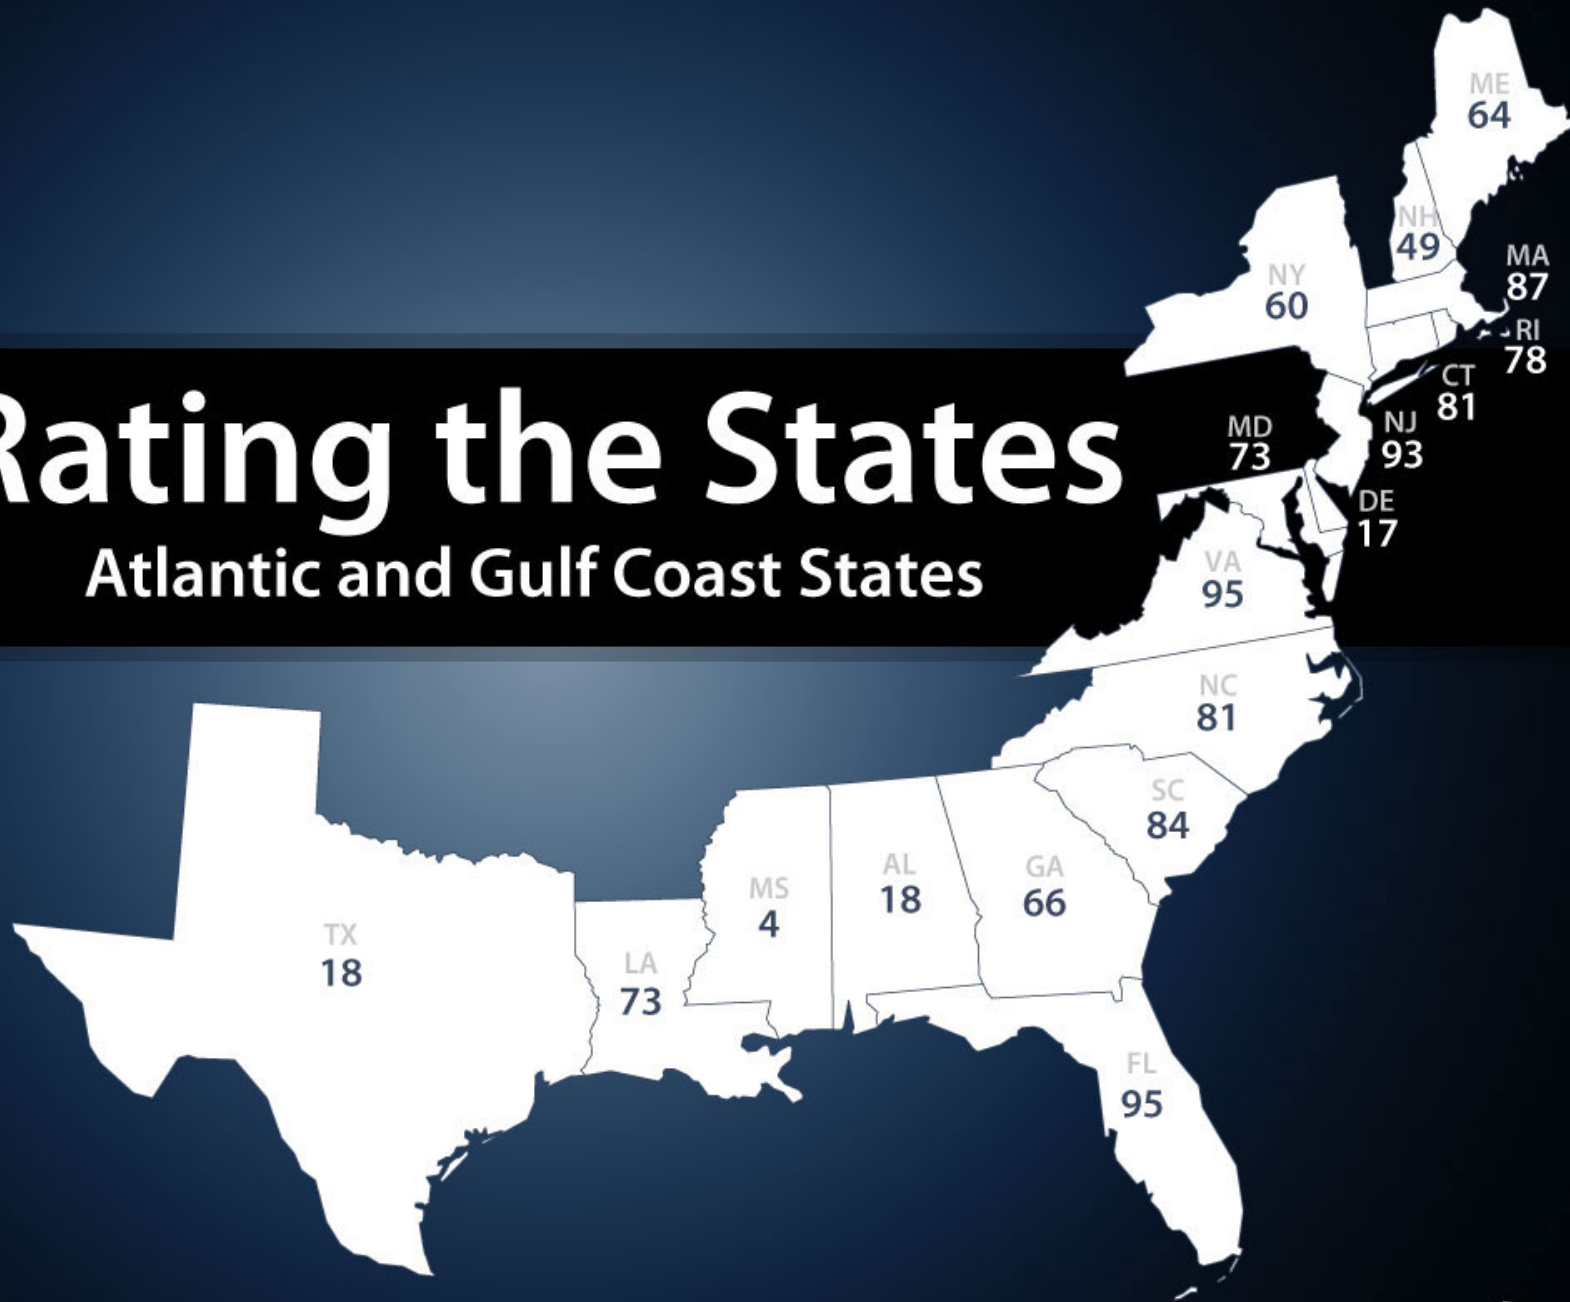 ME
64
NH
49
MA
87
NY
60
RI
78
CT
81
Rating the States
MD
73
NJ
93
DE
17
Atlantic and Gulf Coast States
VA
95
NC
81
SC
84
MS
4
AL
18
GA
66
TX
18
LA
73
FL
95